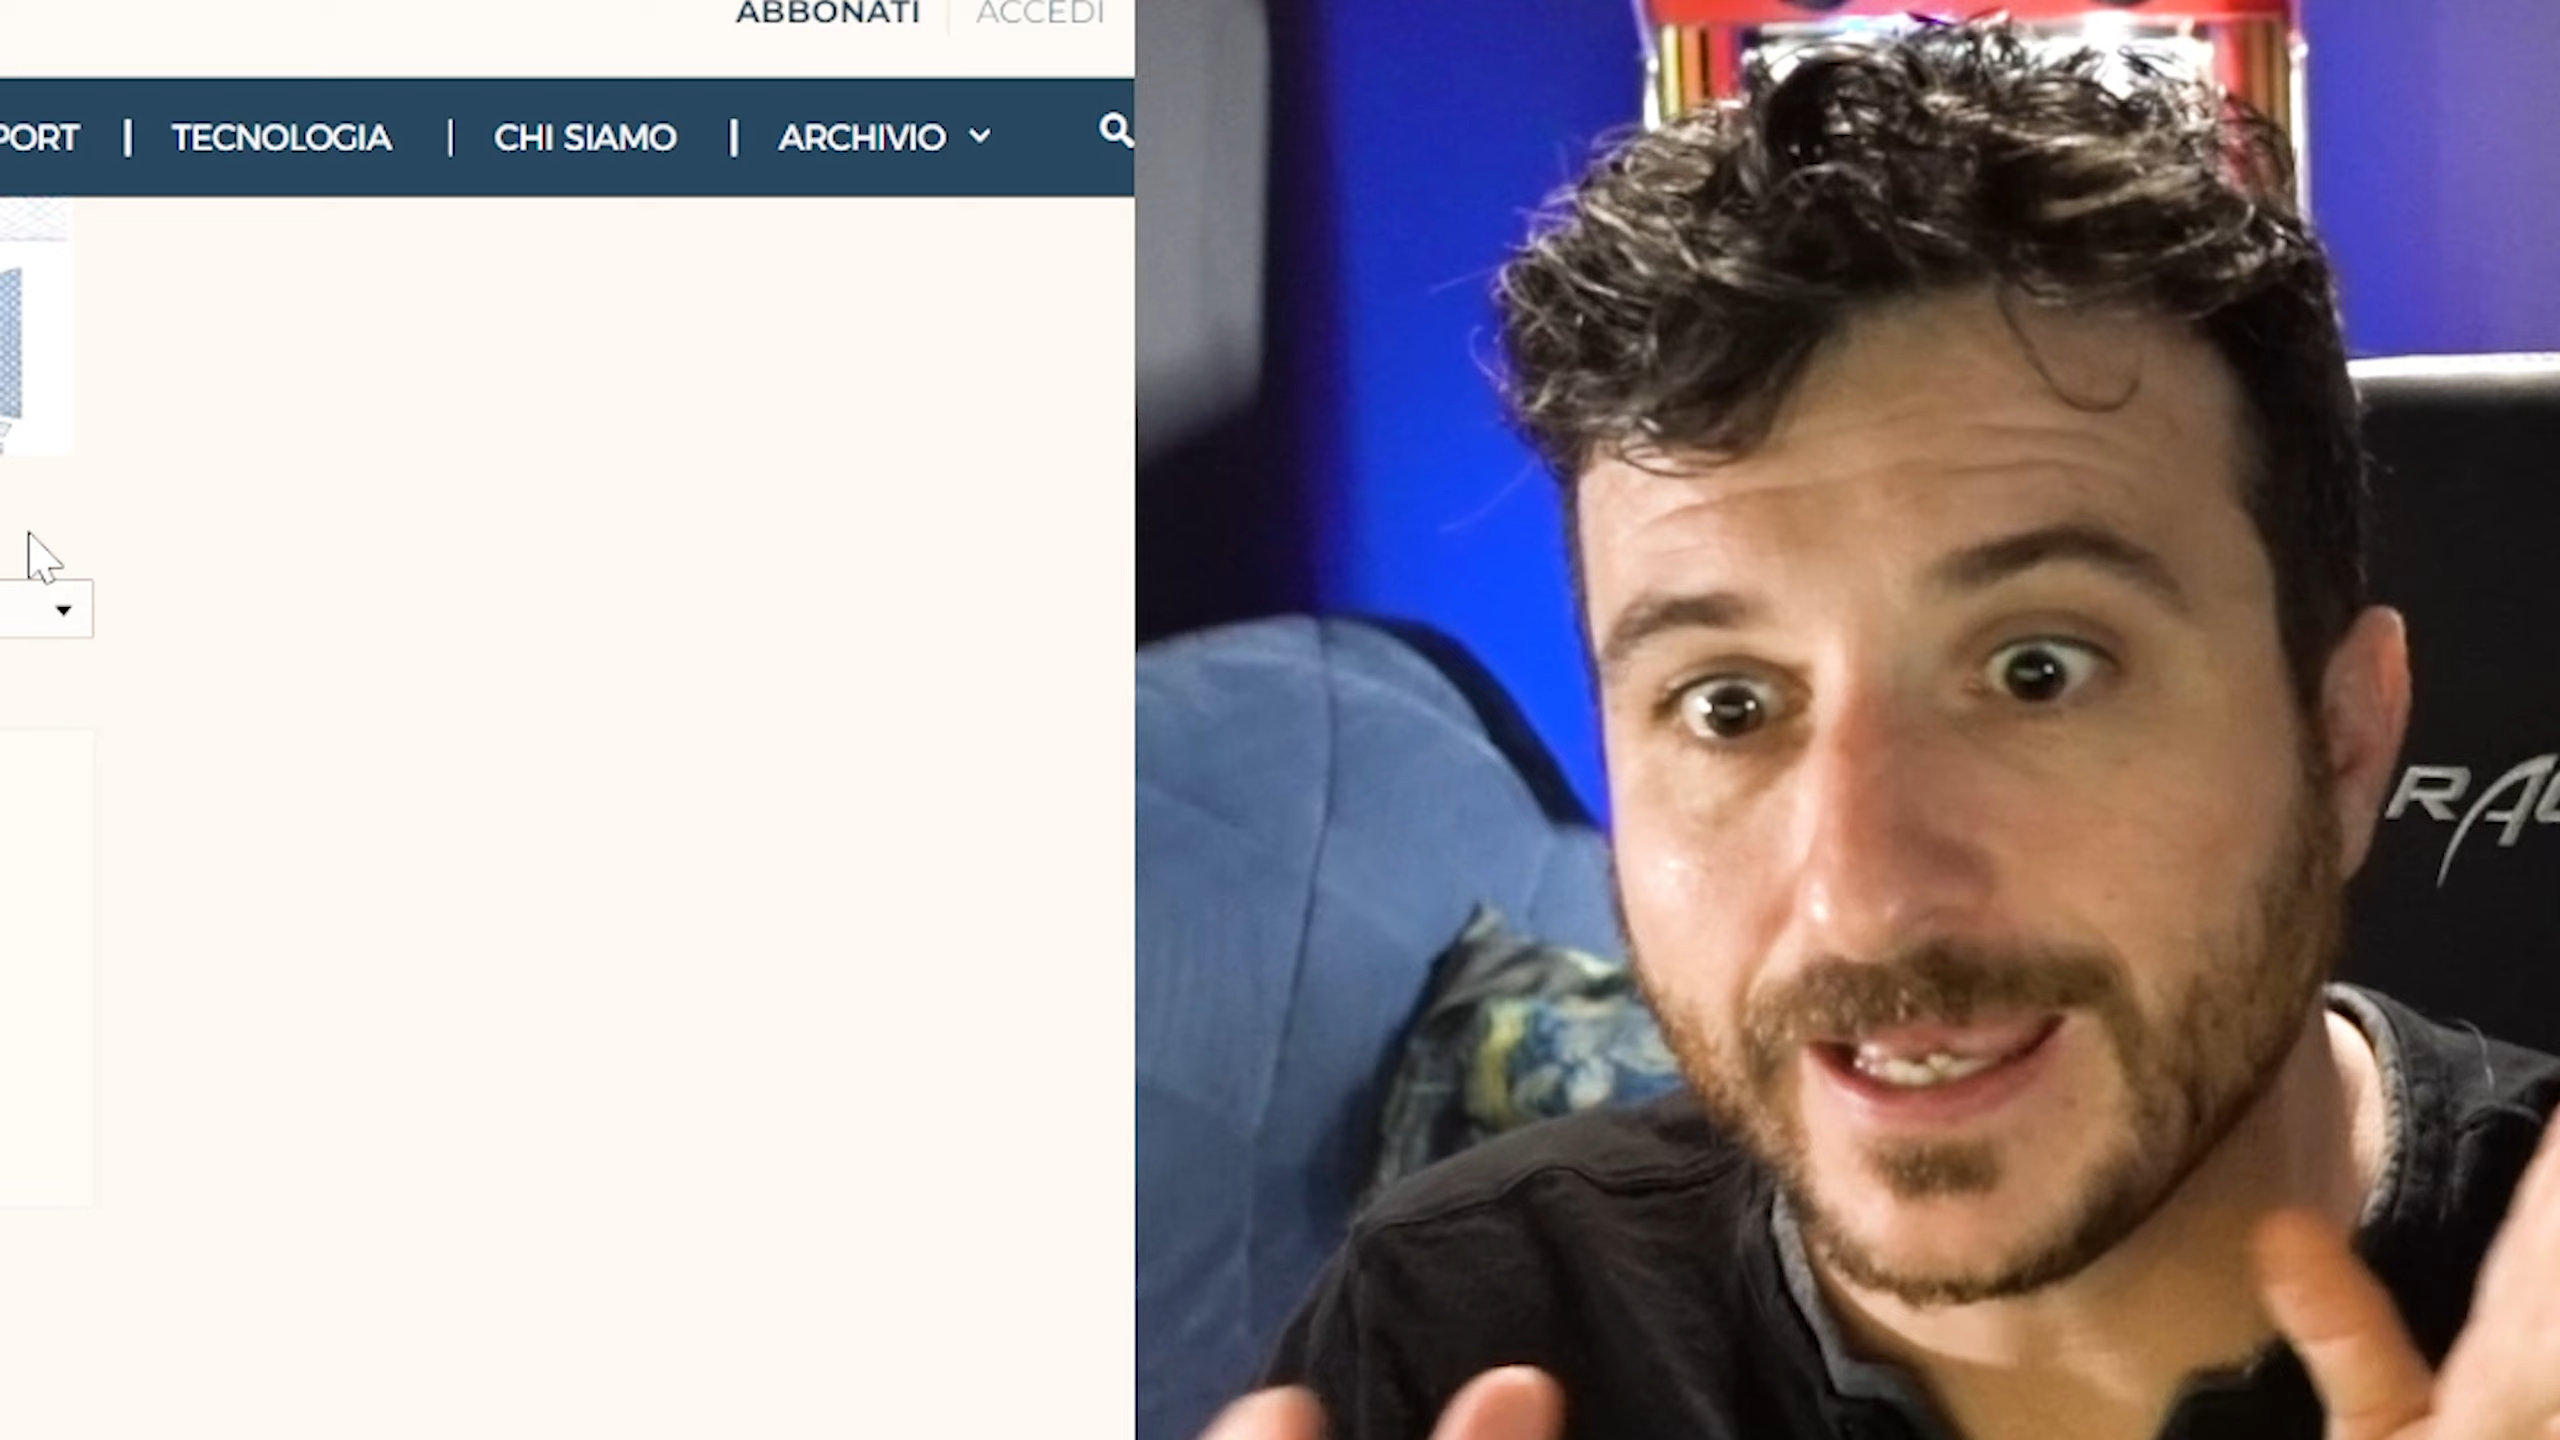 ABBONATI ACCEDI
PORT | TECNOLOGIA | CHI SIAMO | ARCHIVIO